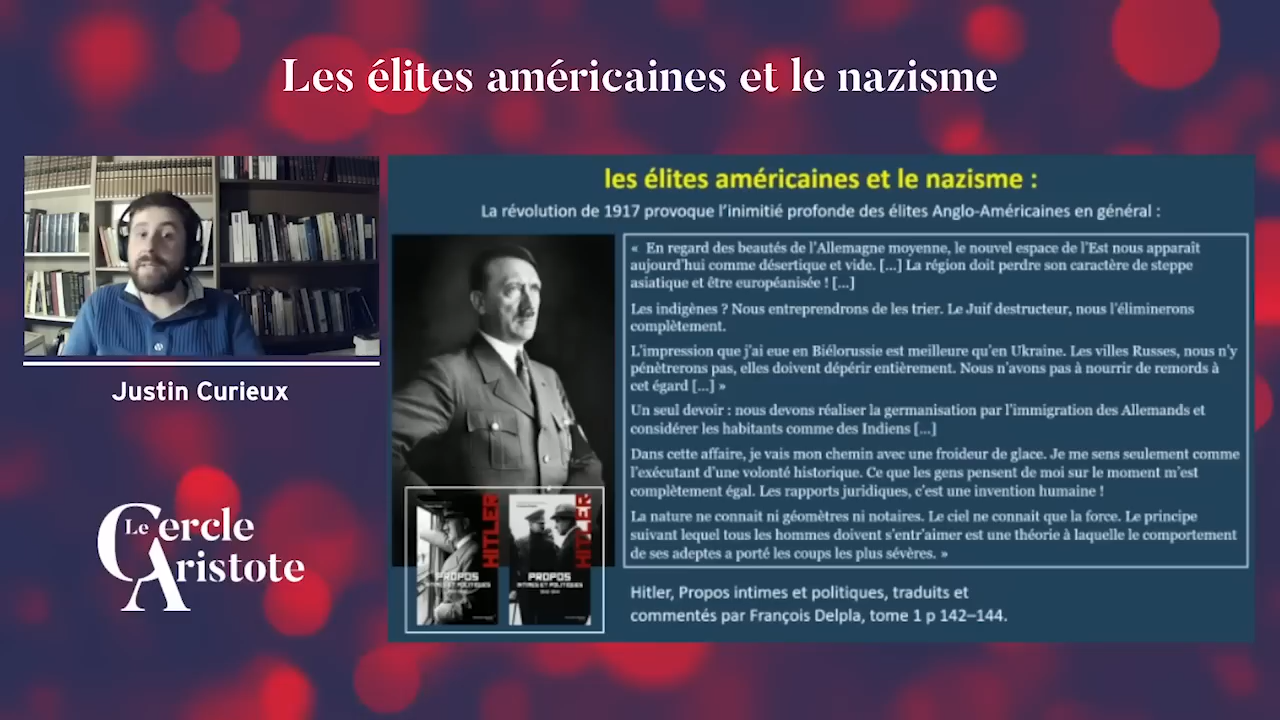 Les élites américaines et le nazisme
les élites américaines et le nazisme :
La révolution de 1917 provoque l'inimitié profonde des élites Anglo-Américaines en général :
« En regard des beautés de l'Allemagne moyenne, le nouvel espace de l'Est nous apparaît
aujourd'hui comme désertique et vide. [...] La région doit perdre son caractère de steppe
asiatique et être européanisée ! [...]
Les indigènes ? Nous entreprendrons de les trier. Le Juif destructeur, nous l'éliminerons
complètement.
L'impression que j'ai eue en Biélorussie est meilleure qu'en Ukraine. Les villes Russes, nous n'y
pénètrerons pas, elles doivent dépérir entièrement. Nous n'avons pas à nourrir de remords à
cet égard [...] »
Un seul devoir : nous devons réaliser la germanisation par l'immigration des Allemands et
considérer les habitants comme des Indiens [...]
Dans cette affaire, je vais mon chemin avec une froideur de glace. Je me sens seulement comme
l'exécutant d'une volonté historique. Ce que les gens pensent de moi sur le moment m'est
complètement égal. Les rapports juridiques, c'est une invention humaine !
La nature ne connait ni géomètres ni notaires. Le ciel ne connait que la force. Le principe
suivant lequel tous les hommes doivent s'entr'aimer est une théorie à laquelle le comportement
de ses adeptes a porté les coups les plus sévères. »
Hitler, Propos intimes et politiques, traduits et
commentés par François Delpla, tome 1 p 142–144.
HITLER
PROPOS
INTIMES ET POLITIQUES
HITLER
PROPOS
INTIMES ET POLITIQUES
Justin Curieux
Le Cercle
Aristote